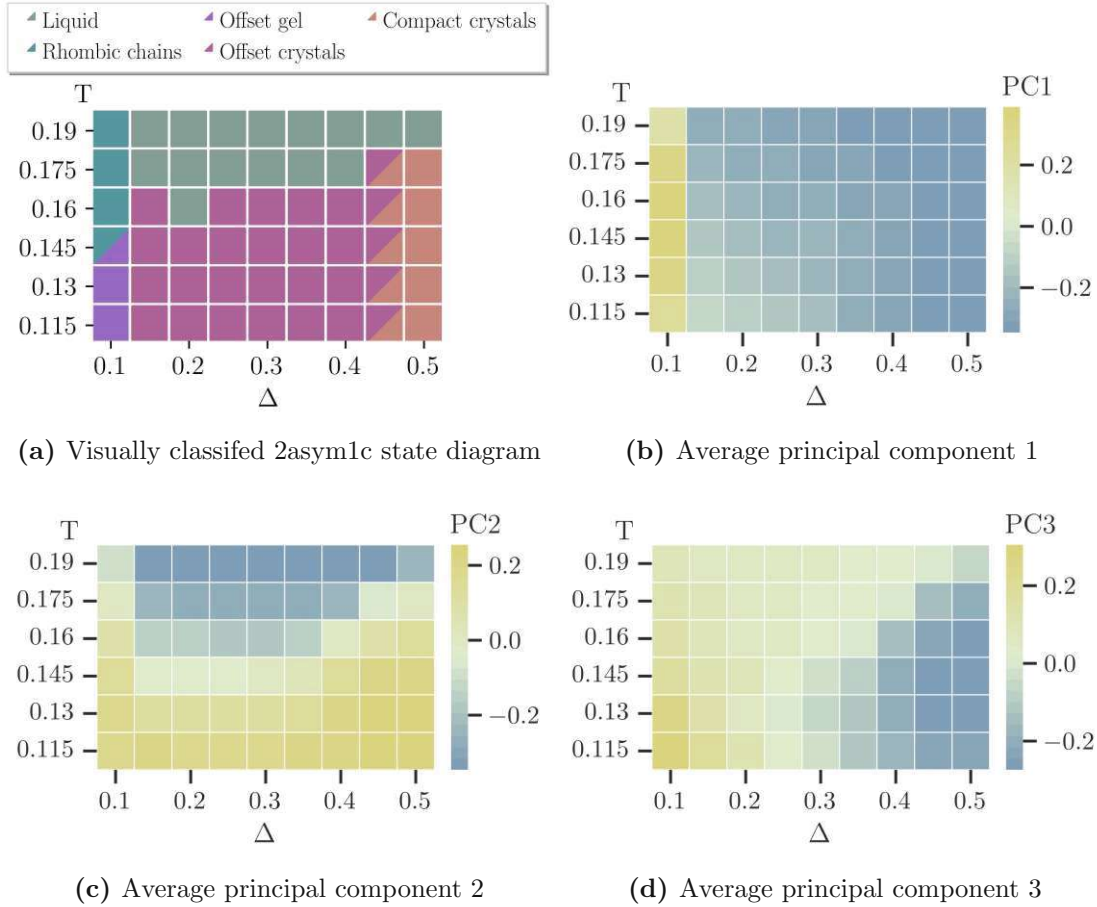 Liquid
Offset gel
Compact crystals
Rhombic chains
Offset crystals
T
0.19
0.175
0.16
0.145
0.13
0.115
0.1 0.2 0.3 0.4 0.5
Δ
(a) Visually classifed 2asym1c state diagram
PC1
T
0.19
0.175
0.16
0.145
0.13
0.115
0.2
0.0
−0.2
0.1 0.2 0.3 0.4 0.5
Δ
(b) Average principal component 1
PC2
T
0.19
0.175
0.16
0.145
0.13
0.115
0.2
0.0
−0.2
0.1 0.2 0.3 0.4 0.5
Δ
(c) Average principal component 2
PC3
T
0.19
0.175
0.16
0.145
0.13
0.115
0.2
0.0
−0.2
0.1 0.2 0.3 0.4 0.5
Δ
(d) Average principal component 3